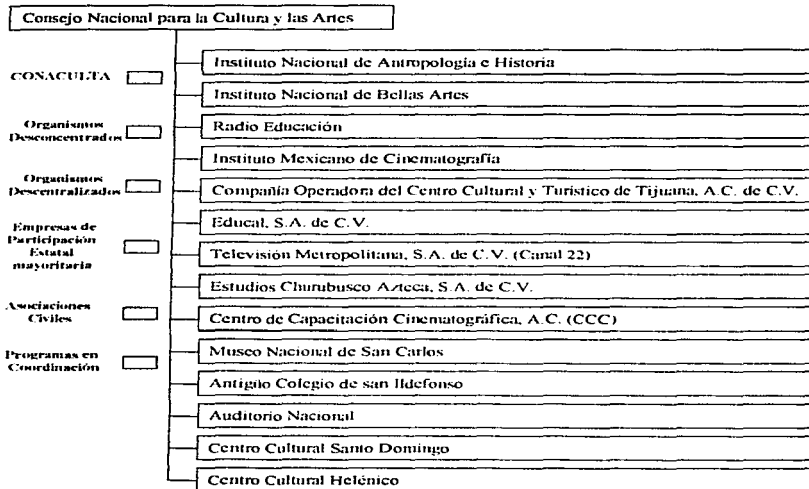 Consejo Nacional para la Cultura y las Artes
CONACULTA
Organismos
Desconcentrados
Organismos
Descentralizados
Empresas de
Participación
Estatal
mayoritaria
Asociaciones
Civiles
Programas en
Coordinación
Instituto Nacional de Antropología e Historia
Instituto Nacional de Bellas Artes
Radio Educación
Instituto Mexicano de Cinematografía
Compañía Operadora del Centro Cultural y Turístico de Tijuana, A.C. de C.V.
Educal, S.A. de C.V.
Televisión Metropolitana, S.A. de C.V. (Canal 22)
Estudios Churubusco Azteca, S.A. de C.V.
Centro de Capacitación Cinematográfica, A.C. (CCC)
Museo Nacional de San Carlos
Antigüo Colegio de san Ildefonso
Auditorio Nacional
Centro Cultural Santo Domingo
Centro Cultural Helénico